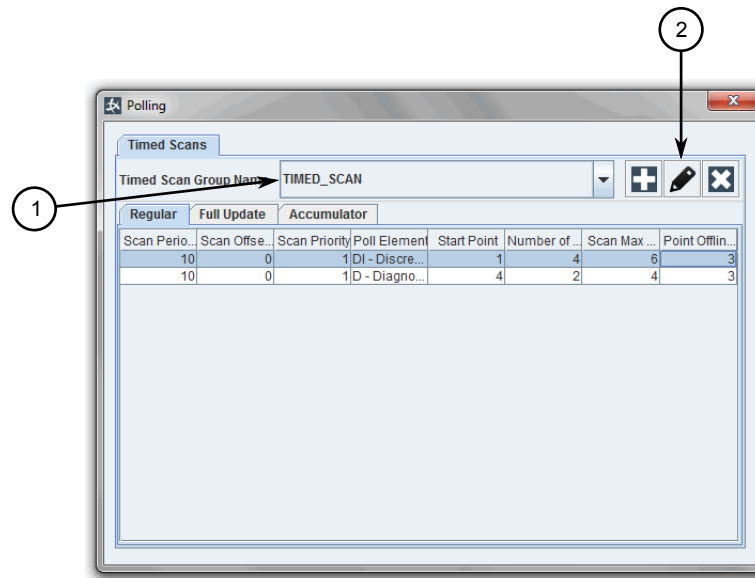 2
Polling
x
Timed Scans
Timed Scan Group Name TIMED_SCAN
1
Regular Full Update Accumulator
Scan Perio... Scan Offse... Scan Priority Poll Element Start Point Number of ... Scan Max ... Point Offlin...
10 0 1 DI - Discre... 1 4 6 3
10 0 1 D - Diagno... 4 2 4 3